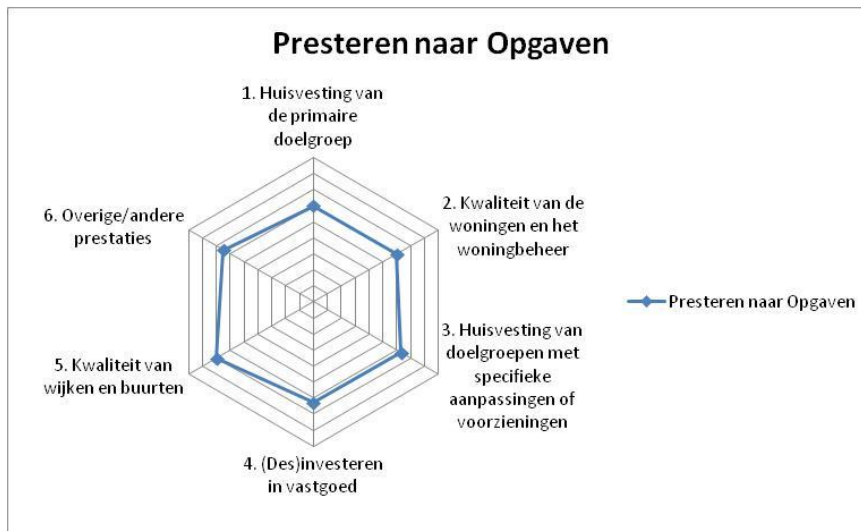 Presteren naar Opgaven
1. Huisvesting van
de primaire
doelgroep
2. Kwaliteit van de
woningen en het
woningbeheer
3. Huisvesting van
doelgroepen met
specifieke
aanpassingen of
voorzieningen
4. (Des)investeren
in vastgoed
5. Kwaliteit van
wijken en buurten
6. Overige/andere
prestaties
Presteren naar Opgaven